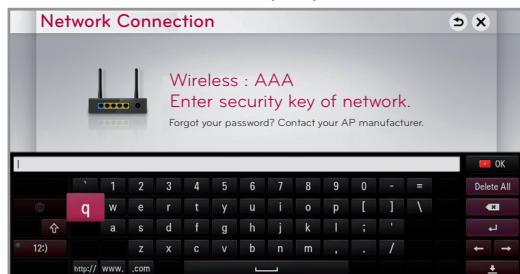 Network Connection
Wireless : AAA
Enter security key of network.
Forgot your password? Contact your AP manufacturer.
OK
` 1 2 3 4 5 6 7 8 9 0 - = Delete All
q w e r t y u i o p [ ] \
a s d f g h j k l ; '
12:) z x c v b n m , . /
http:// www. .com